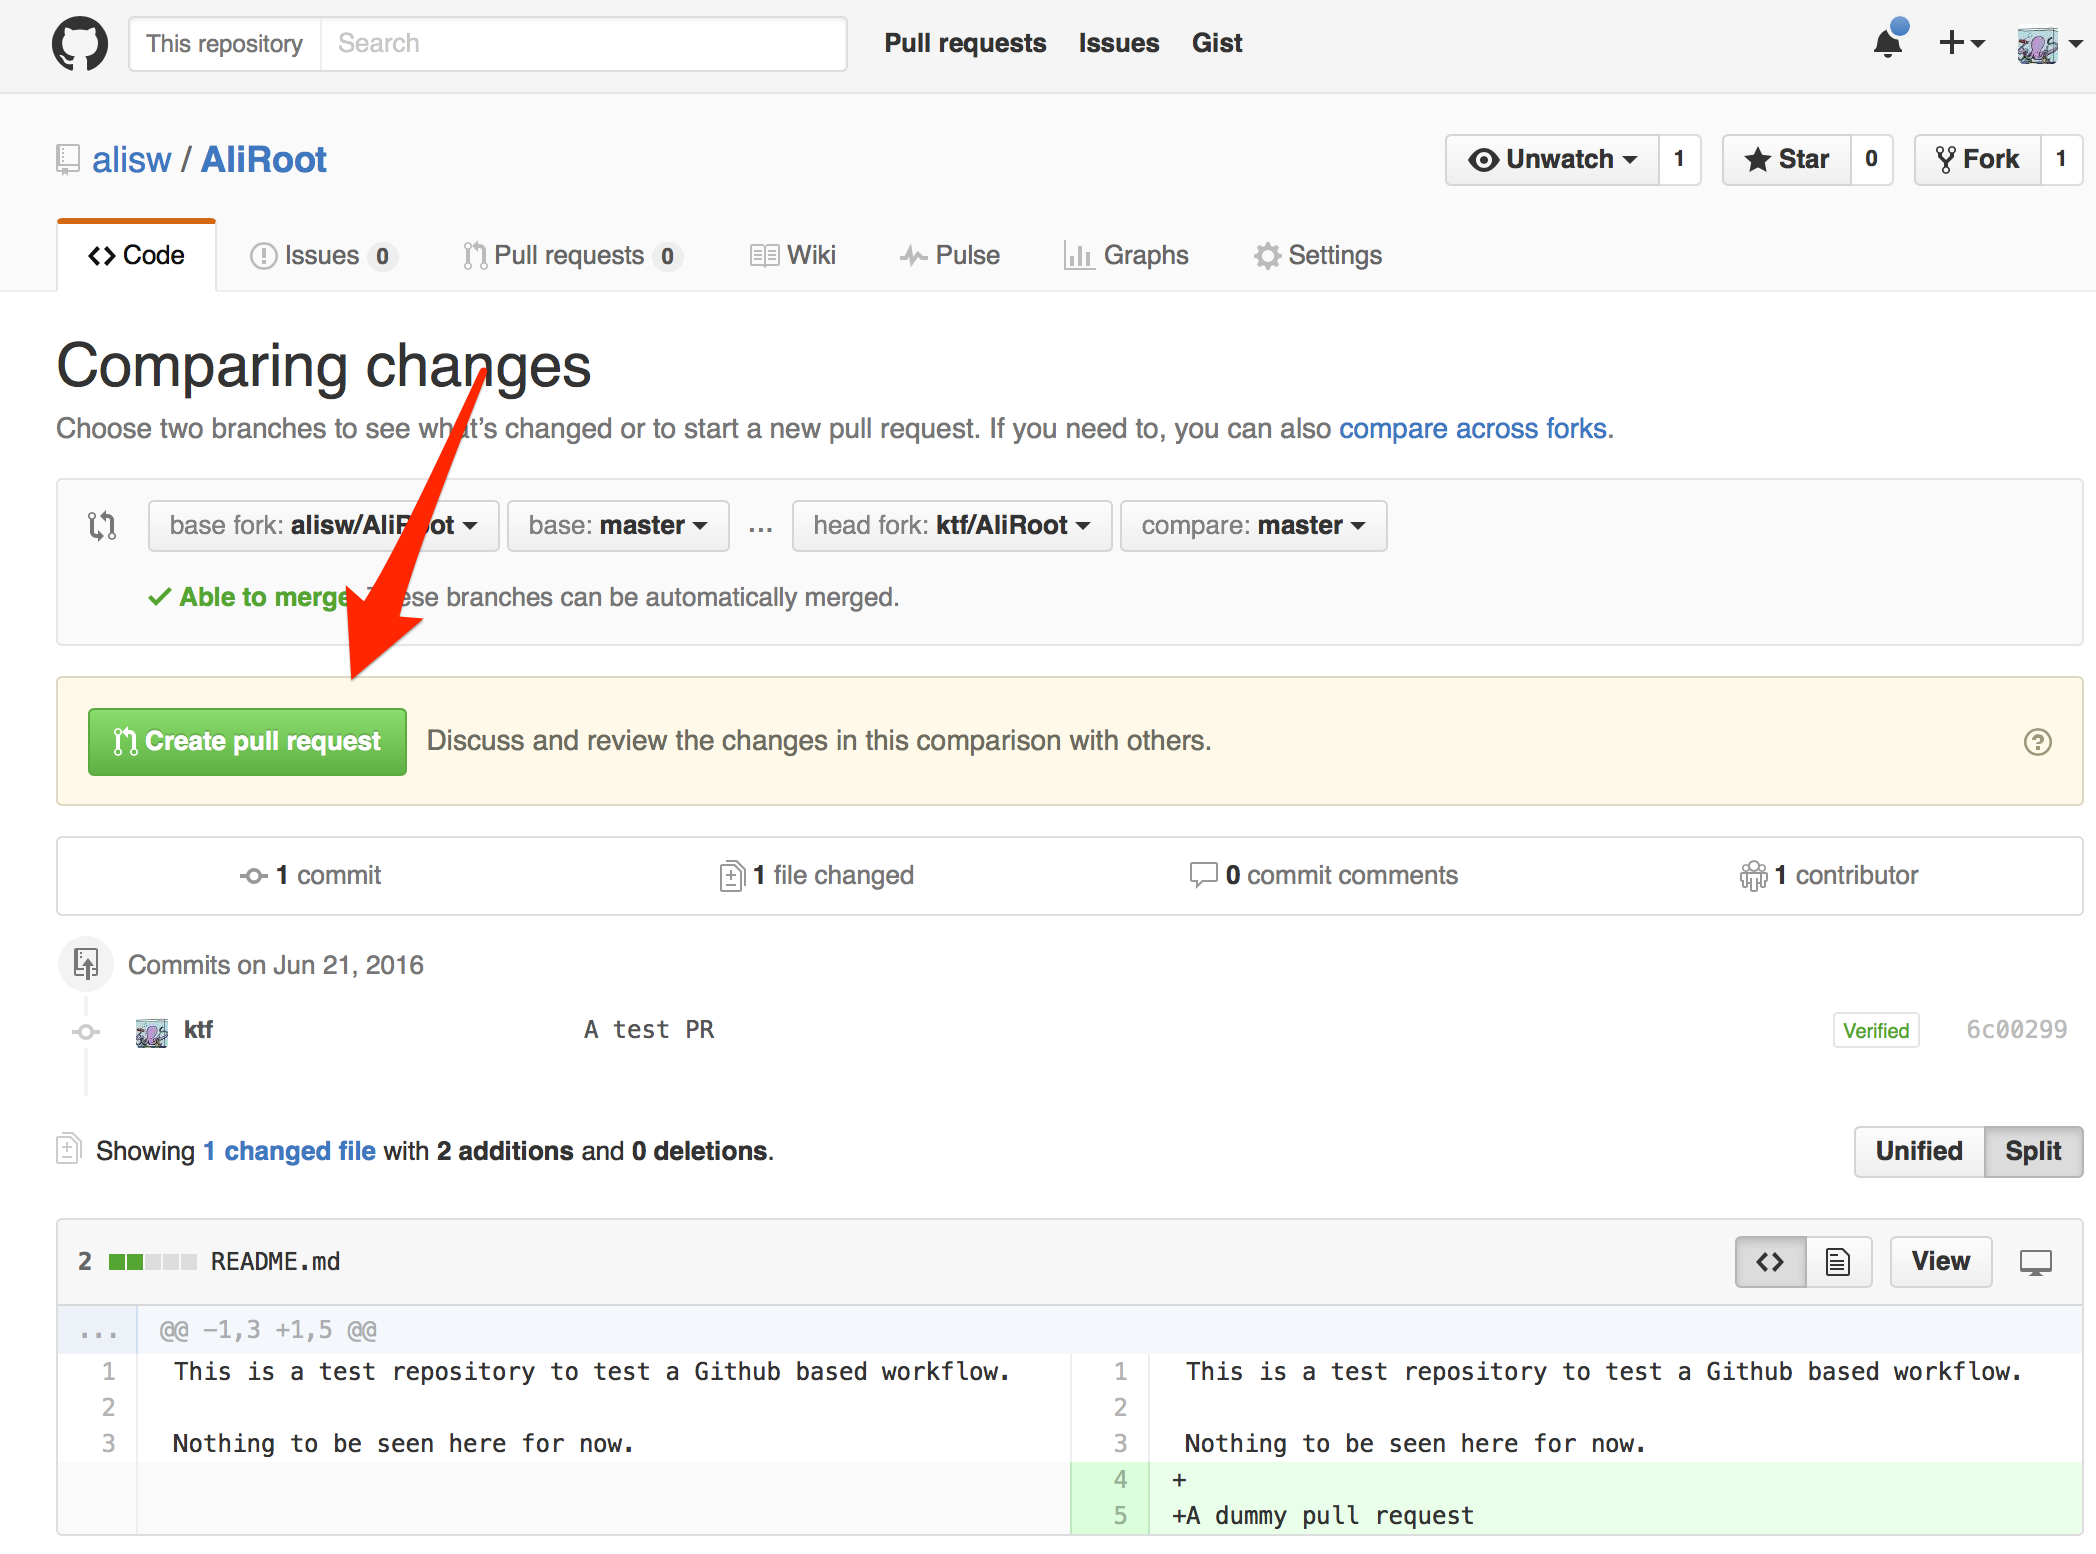 This repository Search Pull requests Issues Gist
alisw / AliRoot Unwatch 1 Star 0 Fork 1
Code Issues 0 Pull requests 0 Wiki Pulse Graphs Settings
Comparing changes
Choose two branches to see what's changed or to start a new pull request. If you need to, you can also compare across forks.
base fork: alisw/AliRoot base: master ... head fork: ktf/AliRoot compare: master
Able to merge. These branches can be automatically merged.
Create pull request Discuss and review the changes in this comparison with others.
1 commit 1 file changed 0 commit comments 1 contributor
Commits on Jun 21, 2016
ktf A test PR Verified 6c00299
Showing 1 changed file with 2 additions and 0 deletions. Unified Split
2 README.md View
... @@ -1,3 +1,5 @@
1 This is a test repository to test a Github based workflow. 1 This is a test repository to test a Github based workflow.
2 2
3 Nothing to be seen here for now. 3 Nothing to be seen here for now.
4 +
5 +A dummy pull request